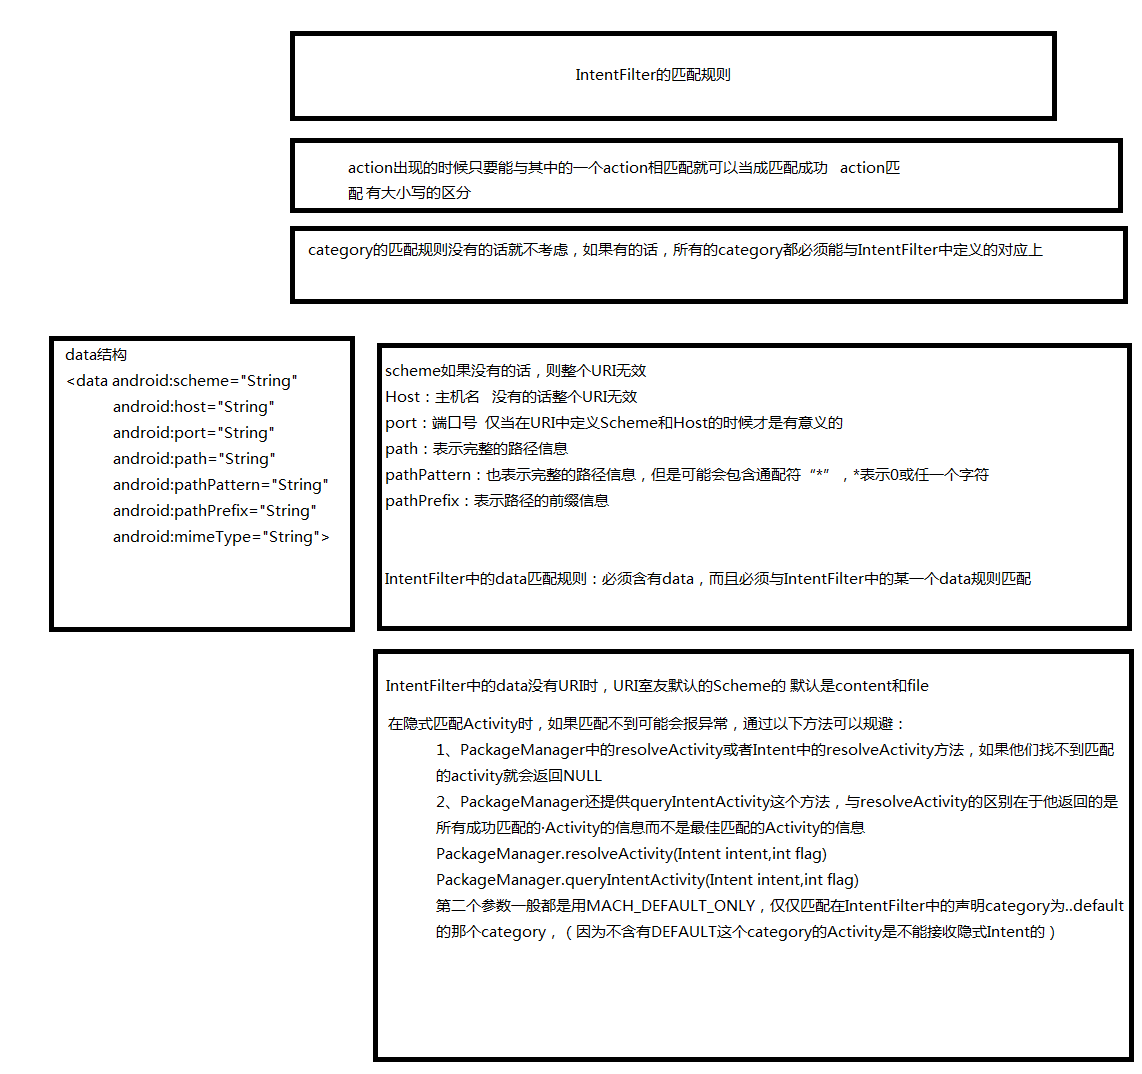 IntentFilter的匹配规则
action出现的时候只要能与其中的一个action相匹配就可以当成匹配成功   action匹
配 有大小写的区分
category的匹配规则没有的话就不考虑，如果有的话，所有的category都必须能与IntentFilter中定义的对应上
data结构
<data android:scheme="String"
android:host="String"
android:port="String"
android:path="String"
android:pathPattern="String"
android:pathPrefix="String"
android:mimeType="String">
scheme如果没有的话，则整个URI无效
Host：主机名   没有的话整个URI无效
port：端口号  仅当在URI中定义Scheme和Host的时候才是有意义的
path：表示完整的路径信息
pathPattern：也表示完整的路径信息，但是可能会包含通配符“*”，*表示0或任一个字符
pathPrefix：表示路径的前缀信息
IntentFilter中的data匹配规则：必须含有data，而且必须与IntentFilter中的某一个data规则匹配
IntentFilter中的data没有URI时，URI室友默认的Scheme的 默认是content和file
在隐式匹配Activity时，如果匹配不到可能会报异常，通过以下方法可以规避：
1、PackageManager中的resolveActivity或者Intent中的resolveActivity方法，如果他们找不到匹配
的activity就会返回NULL
2、PackageManager还提供queryIntentActivity这个方法，与resolveActivity的区别在于他返回的是
所有成功匹配的·Activity的信息而不是最佳匹配的Activity的信息
PackageManager.resolveActivity(Intent intent,int flag)
PackageManager.queryIntentActivity(Intent intent,int flag)
第二个参数一般都是用MACH_DEFAULT_ONLY，仅仅匹配在IntentFilter中的声明category为..default
的那个category，（因为不含有DEFAULT这个category的Activity是不能接收隐式Intent的）